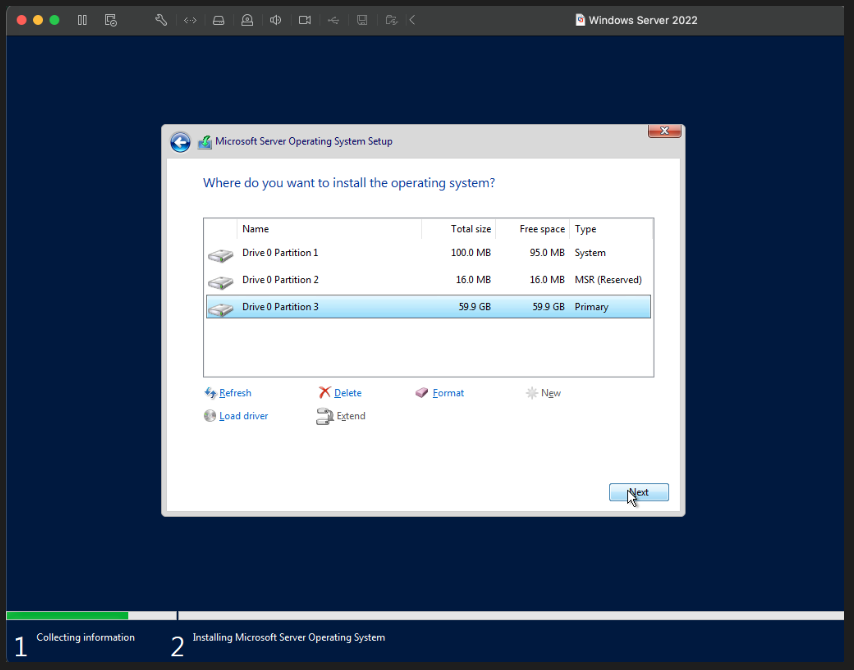 Windows Server 2022
Microsoft Server Operating System Setup
Where do you want to install the operating system?
Name Total size Free space Type
Drive 0 Partition 1 100.0 MB 95.0 MB System
Drive 0 Partition 2 16.0 MB 16.0 MB MSR (Reserved)
Drive 0 Partition 3 59.9 GB 59.9 GB Primary
Refresh Delete Format New
Load driver Extend
Next
1 Collecting information 2 Installing Microsoft Server Operating System